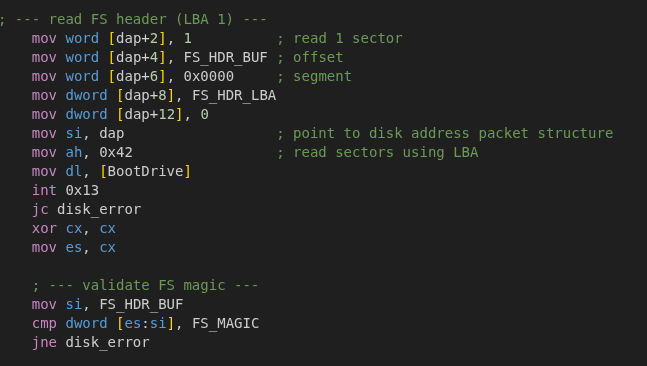 ; --- read FS header (LBA 1) ---
    mov word [dap+2], 1          ; read 1 sector
    mov word [dap+4], FS_HDR_BUF ; offset
    mov word [dap+6], 0x0000     ; segment
    mov dword [dap+8], FS_HDR_LBA
    mov dword [dap+12], 0
    mov si, dap                  ; point to disk address packet structure
    mov ah, 0x42                 ; read sectors using LBA
    mov dl, [BootDrive]
    int 0x13
    jc disk_error
    xor cx, cx
    mov es, cx

    ; --- validate FS magic ---
    mov si, FS_HDR_BUF
    cmp dword [es:si], FS_MAGIC
    jne disk_error